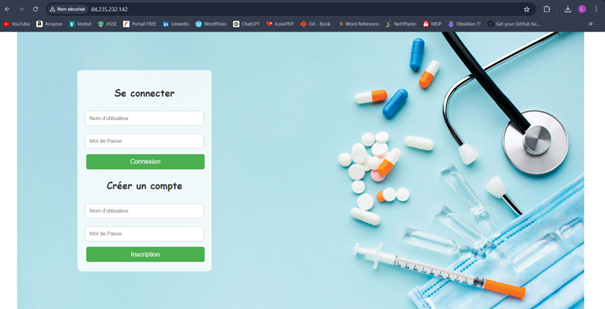 Non sécurisé 84.235.232.142
YouTube Amazon Vinted ASSE Portail FREE LinkedIn WordPress ChatGPT iLovePDF Git - Book Word Reference NeRFPlanko MDP Obsidian ?? Get your GitHub be... »
Se connecter
Nom d'utilisateur
Mot de Passe
Connexion
Créer un compte
Nom d'utilisateur
Mot de Passe
Inscription